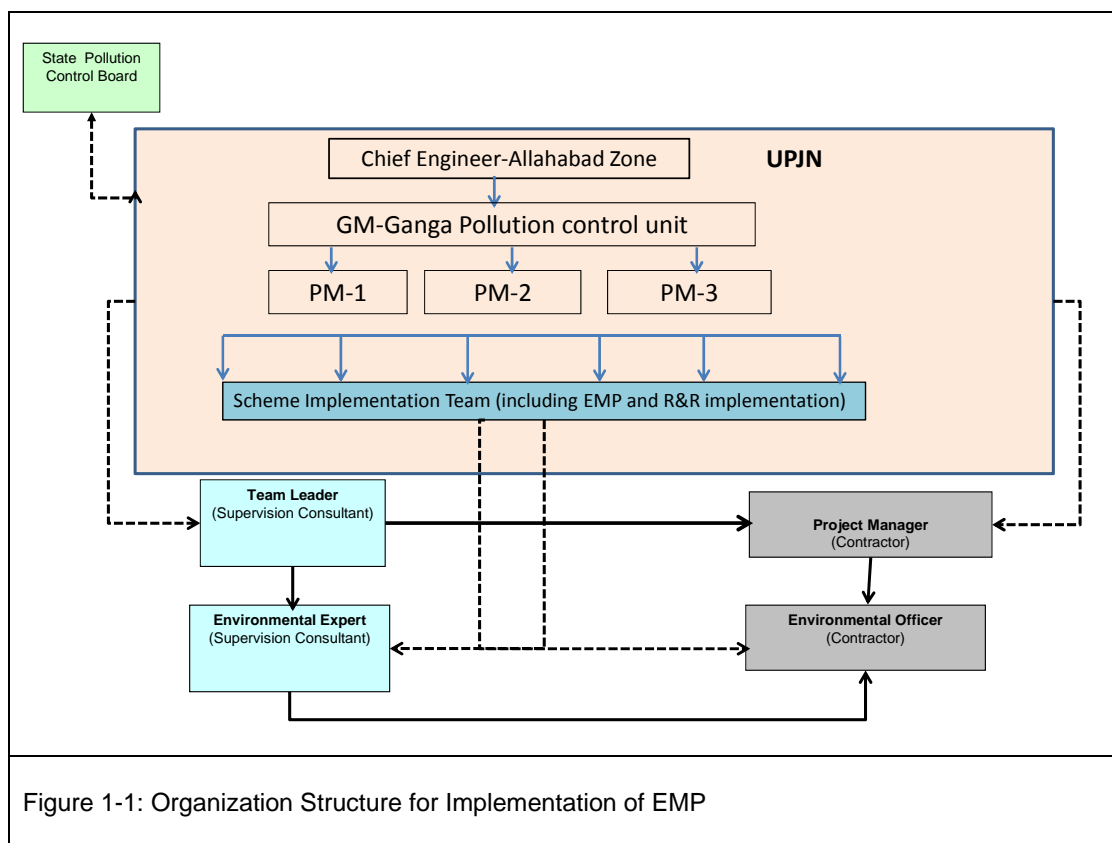 State Pollution
Control Board
Chief Engineer-Allahabad Zone
UPJN
GM-Ganga Pollution control unit
PM-1
PM-2
PM-3
Scheme Implementation Team (including EMP and R&R implementation)
Team Leader
(Supervision Consultant)
Project Manager
(Contractor)
Environmental Expert
(Supervision Consultant)
Environmental Officer
(Contractor)
Figure 1-1: Organization Structure for Implementation of EMP